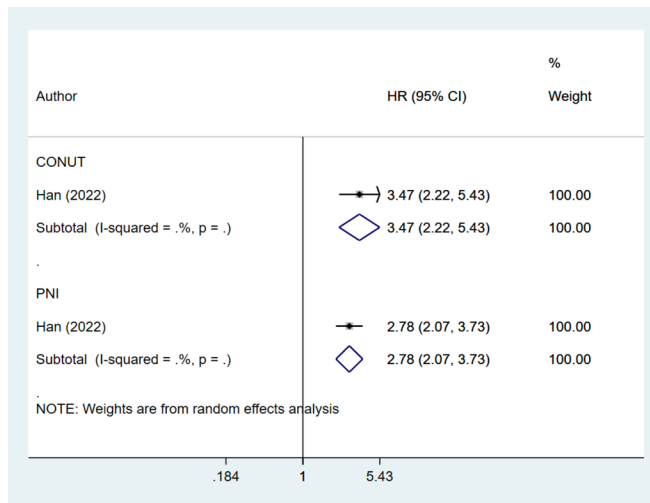 %
Author HR (95% CI) Weight
CONUT
Han (2022) 3.47 (2.22, 5.43) 100.00
Subtotal (I-squared = .%, p = .) 3.47 (2.22, 5.43) 100.00
.
PNI
Han (2022) 2.78 (2.07, 3.73) 100.00
Subtotal (I-squared = .%, p = .) 2.78 (2.07, 3.73) 100.00
.
NOTE: Weights are from random effects analysis
.184 1 5.43